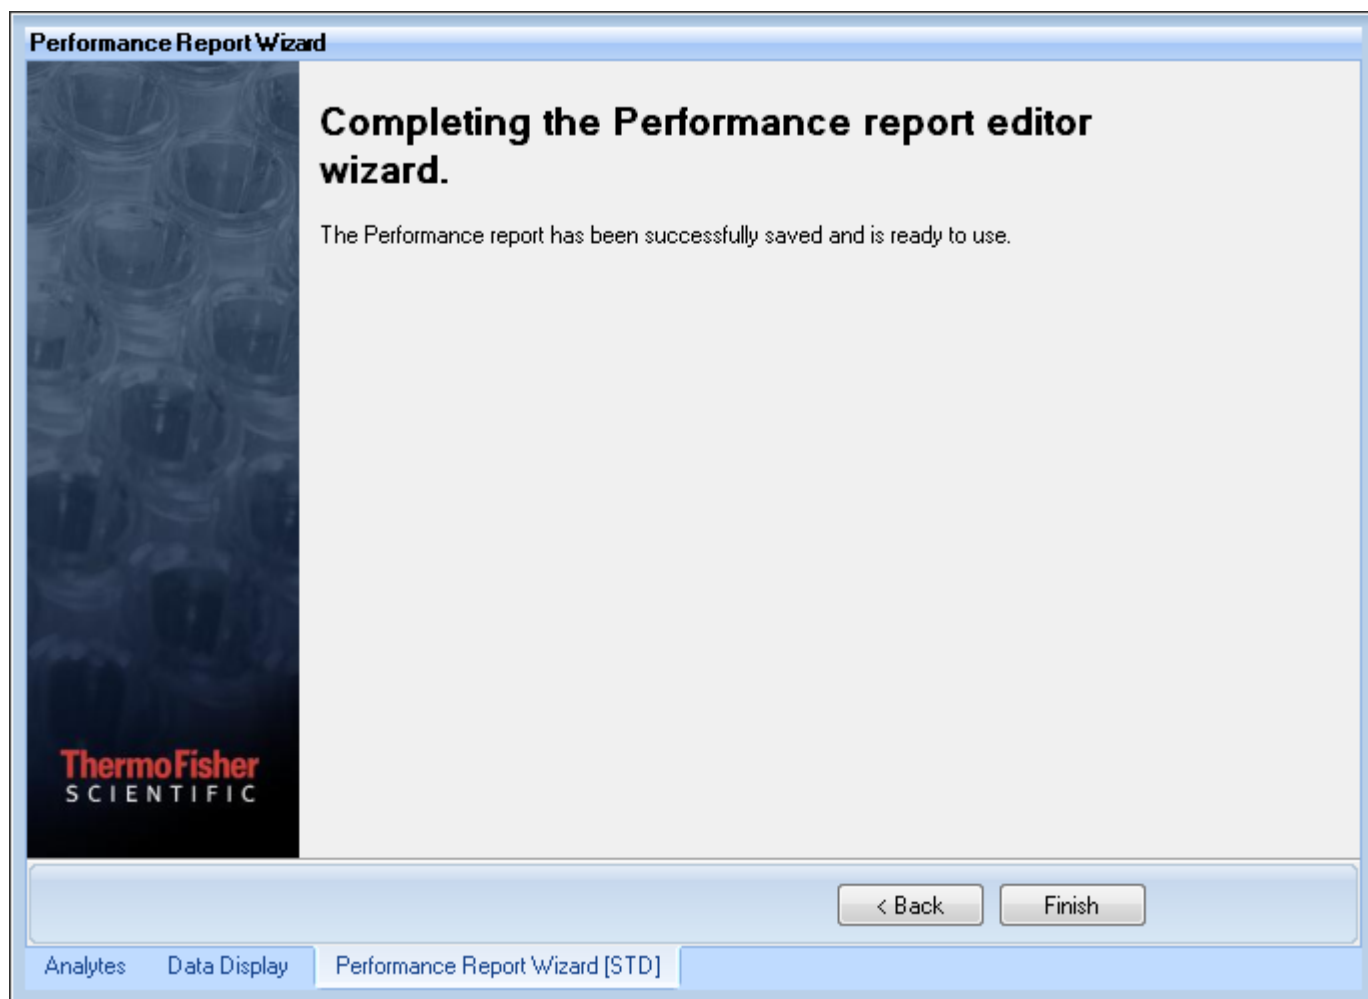 Performance Report Wizard
Completing the Performance report editor
wizard.
The Performance report has been successfully saved and is ready to use.
ThermoFisher
SCIENTIFIC
< Back Finish
Analytes Data Display Performance Report Wizard [STD]